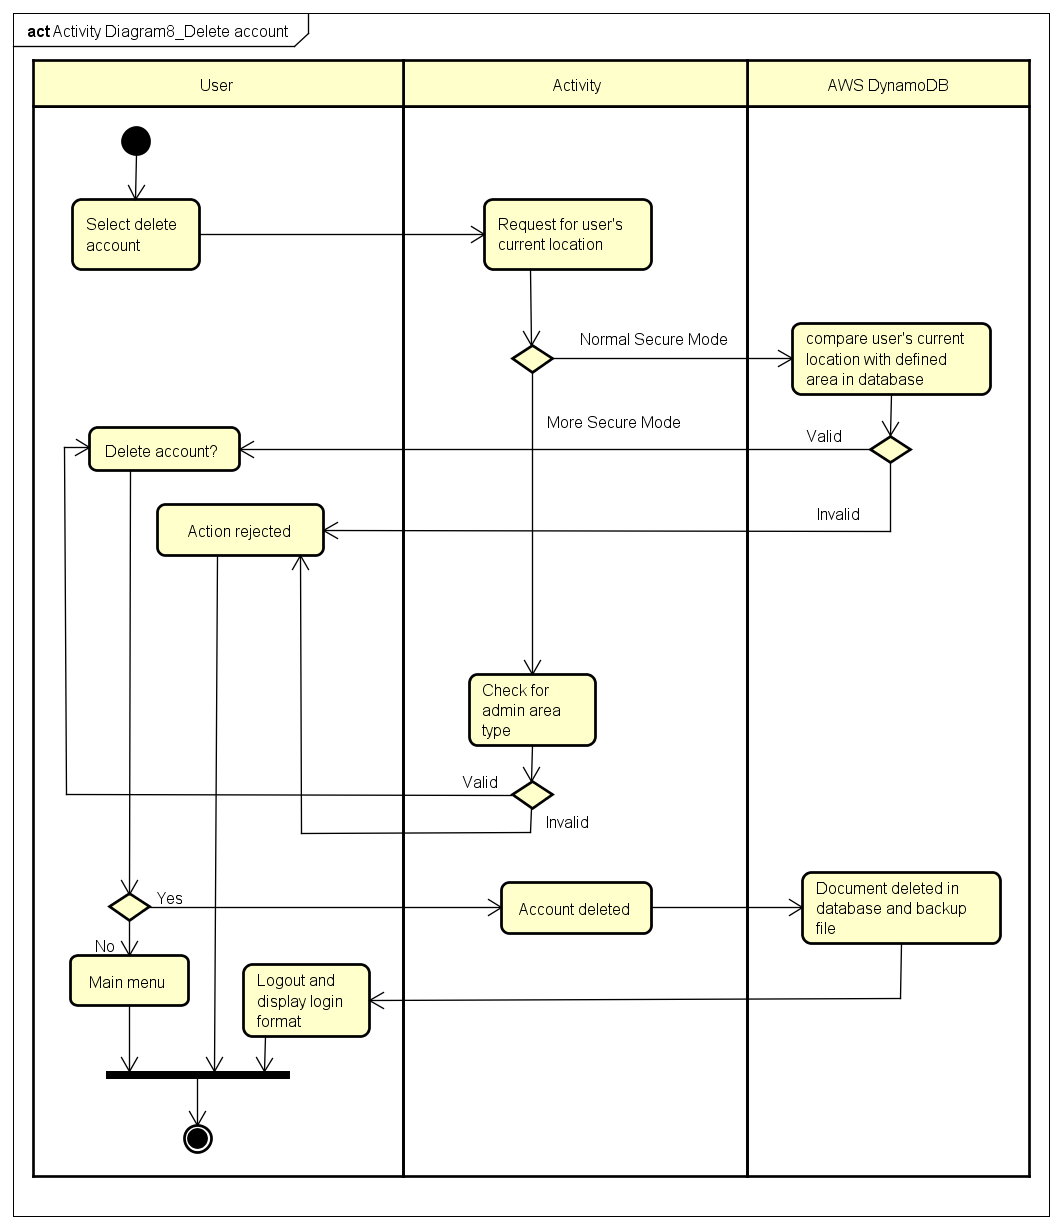 act Activity Diagram8_Delete account
User
Activity
AWS DynamoDB
Select delete
account
Request for user's
current location
Normal Secure Mode
compare user's current
location with defined
area in database
More Secure Mode
Valid
Delete account?
Invalid
Action rejected
Check for
admin area
type
Valid
Invalid
Yes
Account deleted
Document deleted in
database and backup
file
No
Main menu
Logout and
display login
format